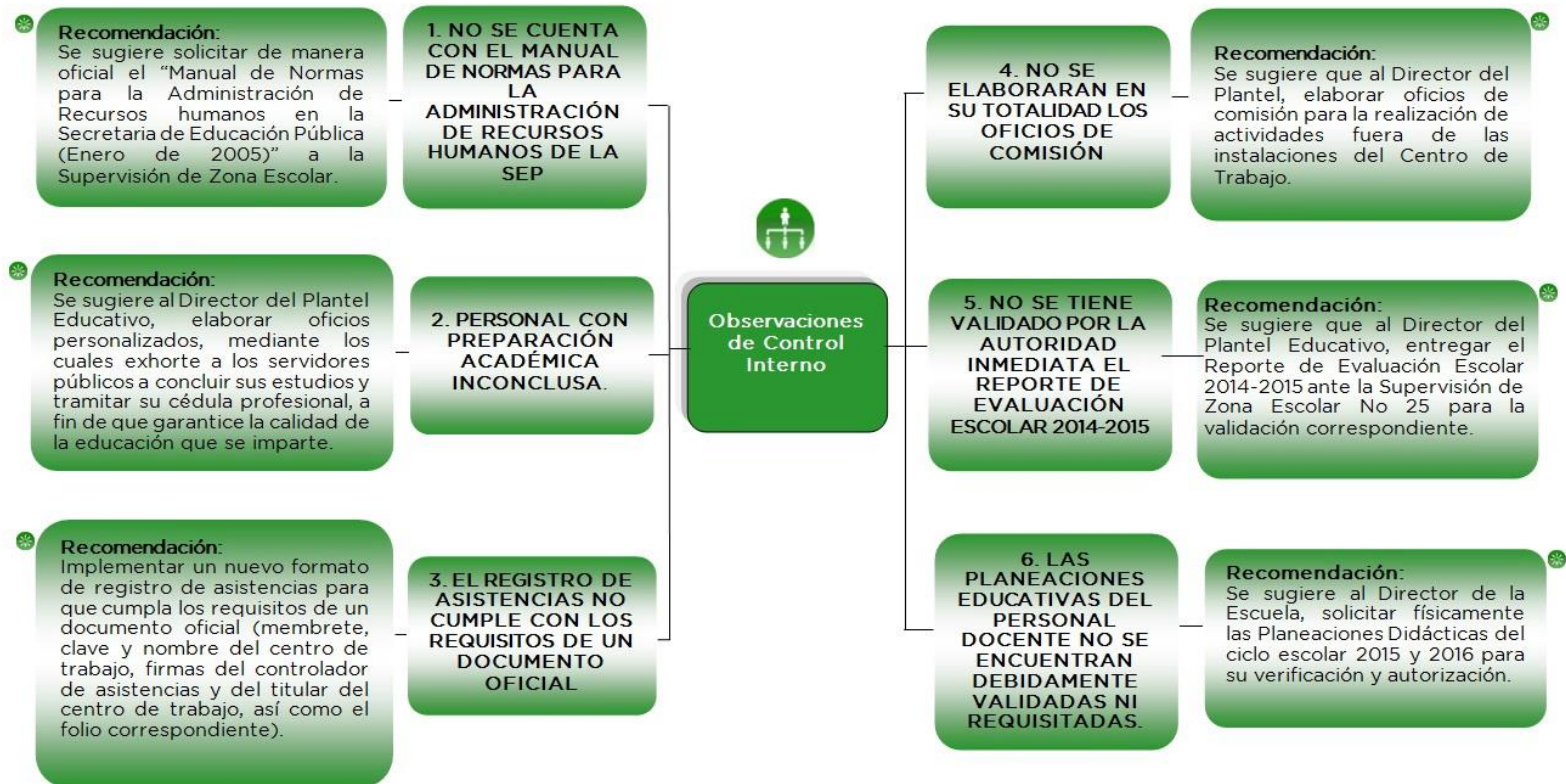 Recomendación:
Se sugiere solicitar de manera
oficial el “Manual de Normas
para la Administración de
Recursos humanos en la
Secretaria de Educación Pública
(Enero de 2005)” a la
Supervisión de Zona Escolar.
1. NO SE CUENTA
CON EL MANUAL
DE NORMAS PARA
LA
ADMINISTRACIÓN
DE RECURSOS
HUMANOS DE LA
SEP
Recomendación:
Se sugiere al Director del Plantel
Educativo, elaborar oficios
personalizados, mediante los
cuales exhorte a los servidores
públicos a concluir sus estudios y
tramitar su cédula profesional, a
fin de que garantice la calidad de
la educación que se imparte.
2. PERSONAL CON
PREPARACIÓN
ACADÉMICA
INCONCLUSA.
Recomendación:
Implementar un nuevo formato
de registro de asistencias para
que cumpla los requisitos de un
documento oficial (membrete,
clave y nombre del centro de
trabajo, firmas del controlador
de asistencias y del titular del
centro de trabajo, así como el
folio correspondiente).
3. EL REGISTRO DE
ASISTENCIAS NO
CUMPLE CON LOS
REQUISITOS DE UN
DOCUMENTO
OFICIAL
Observaciones
de Control
Interno
4. NO SE
ELABORARAN EN
SU TOTALIDAD LOS
OFICIOS DE
COMISIÓN
Recomendación:
Se sugiere que al Director del
Plantel, elaborar oficios de
comisión para la realización de
actividades fuera de las
instalaciones del Centro de
Trabajo.
5. NO SE TIENE
VALIDADO POR LA
AUTORIDAD
INMEDIATA EL
REPORTE DE
EVALUACIÓN
ESCOLAR 2014-2015
Recomendación:
Se sugiere que al Director del
Plantel Educativo, entregar el
Reporte de Evaluación Escolar
2014-2015 ante la Supervisión de
Zona Escolar No 25 para la
validación correspondiente.
6. LAS
PLANEACIONES
EDUCATIVAS DEL
PERSONAL
DOCENTE NO SE
ENCUENTRAN
DEBIDAMENTE
VALIDADAS NI
REQUISITADAS.
Recomendación:
Se sugiere al Director de la
Escuela, solicitar físicamente
las Planeaciones Didácticas del
ciclo escolar 2015 y 2016 para
su verificación y autorización.